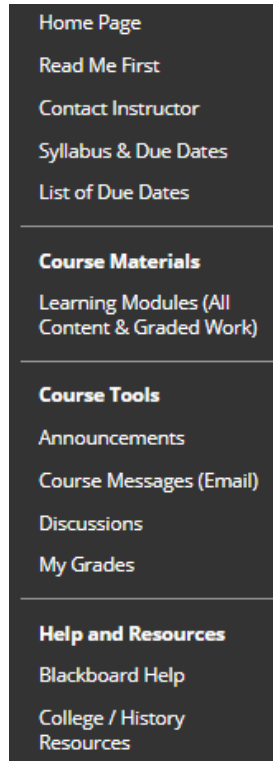 Home Page
Read Me First
Contact Instructor
Syllabus & Due Dates
List of Due Dates
Course Materials
Learning Modules (All
Content & Graded Work)
Course Tools
Announcements
Course Messages (Email)
Discussions
My Grades
Help and Resources
Blackboard Help
College / History
Resources